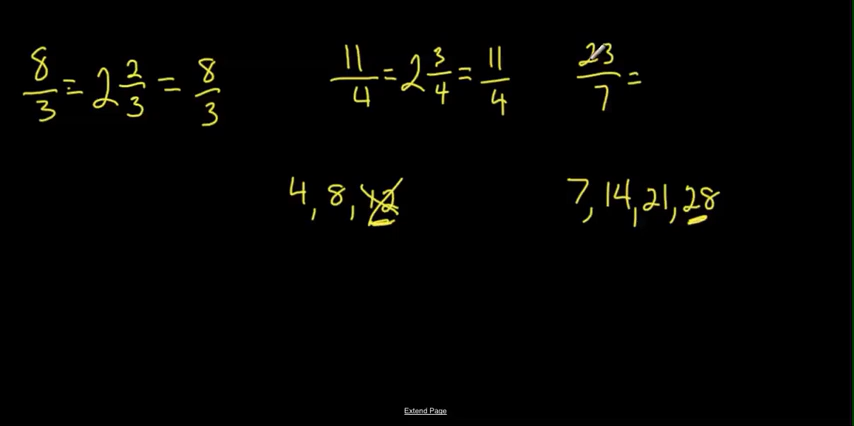 8/3 = 2 2/3 = 8/3
11/4 = 2 3/4 = 11/4
23/7 =
4, 8, 12
7, 14, 21, 28
Extend Page